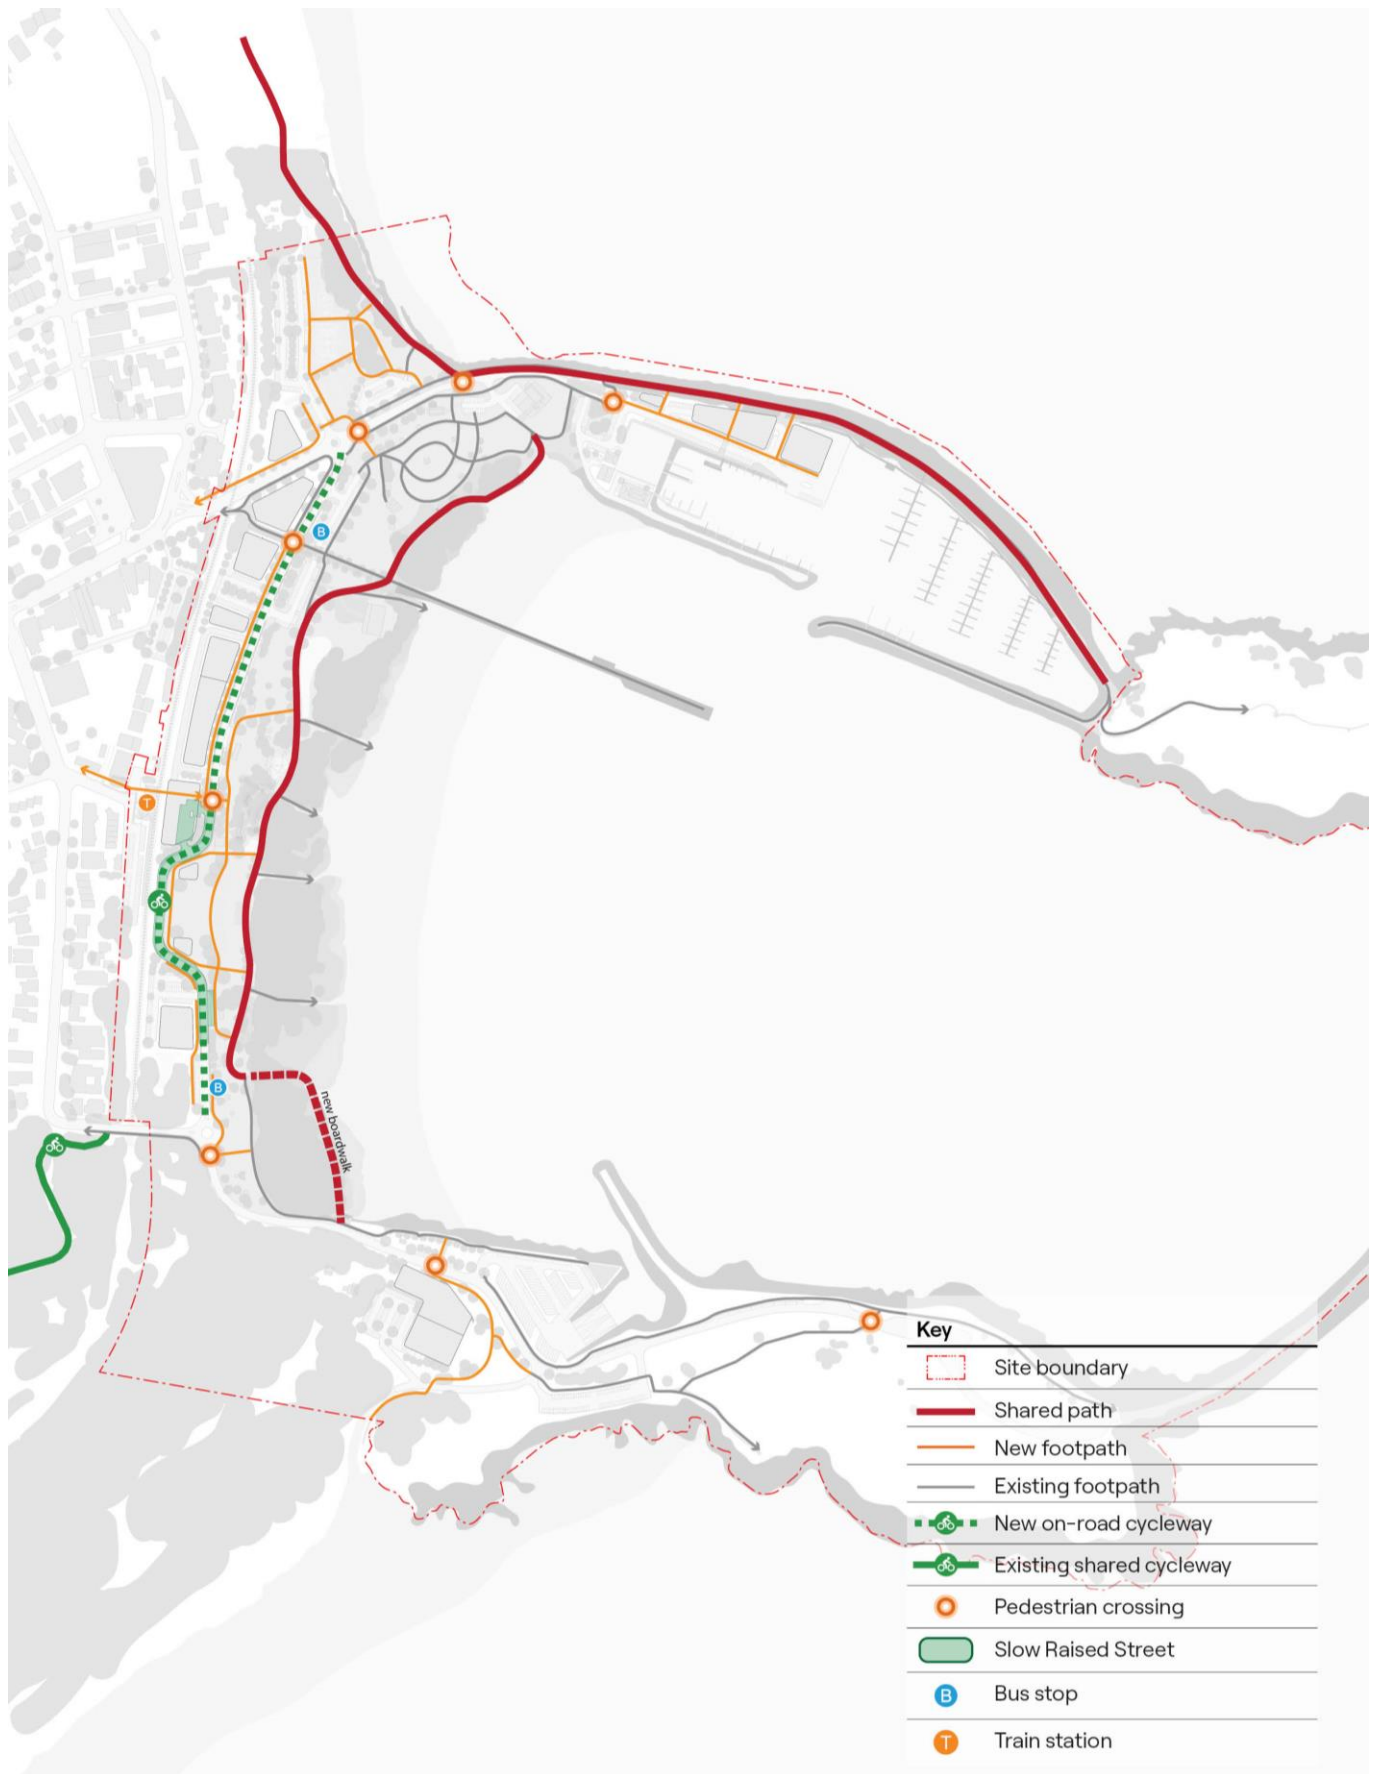 B
T
B
new boardwalk
Key
Site boundary
Shared path
New footpath
Existing footpath
New on-road cycleway
Existing shared cycleway
Pedestrian crossing
Slow Raised Street
B Bus stop
T Train station